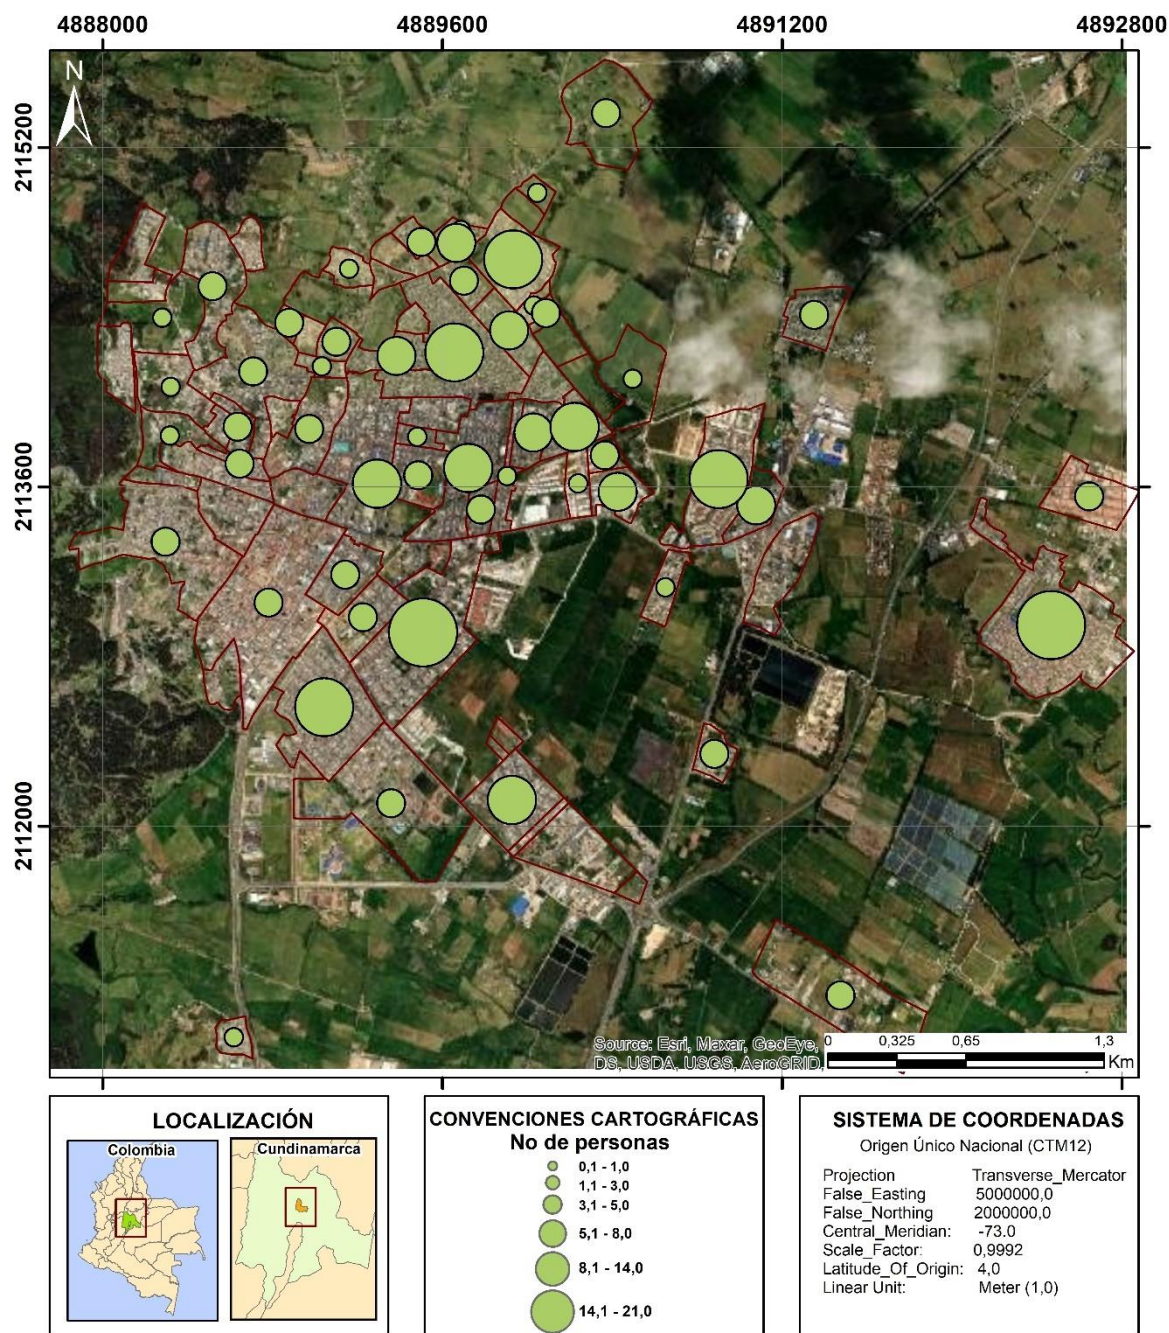 4888000 4889600 4891200 4892800
N
2115200
2113600
2112000
Source: Esri, Maxar, GeoEye,
DS, USDA, USGS, AeroGRID,
0 0,325 0,65 1,3
Km
LOCALIZACIÓN
Colombia
Cundinamarca
CONVENCIONES CARTOGRÁFICAS
No de personas
0,1 - 1,0
1,1 - 3,0
3,1 - 5,0
5,1 - 8,0
8,1 - 14,0
14,1 - 21,0
SISTEMA DE COORDENADAS
Origen Único Nacional (CTM12)
Projection Transverse_Mercator
False_Easting 5000000,0
False_Northing 2000000,0
Central_Meridian: -73.0
Scale_Factor: 0,9992
Latitude_Of_Origin: 4,0
Linear Unit: Meter (1,0)